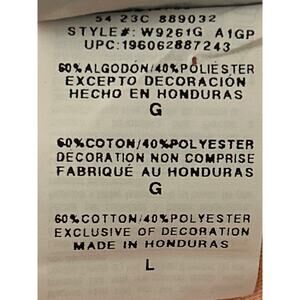 54 23C 889032
STYLE#: W9261G A1GP
UPC:196062887243
60%ALGODÓN/40%POLIÉSTER
EXCEPTO DECORACIÓN
HECHO EN HONDURAS
G
60%COTON/40%POLYESTER
DECORATION NON COMPRISE
FABRIQUÉ AU HONDURAS
G
60%COTTON/40%POLYESTER
EXCLUSIVE OF DECORATION
MADE IN HONDURAS
L